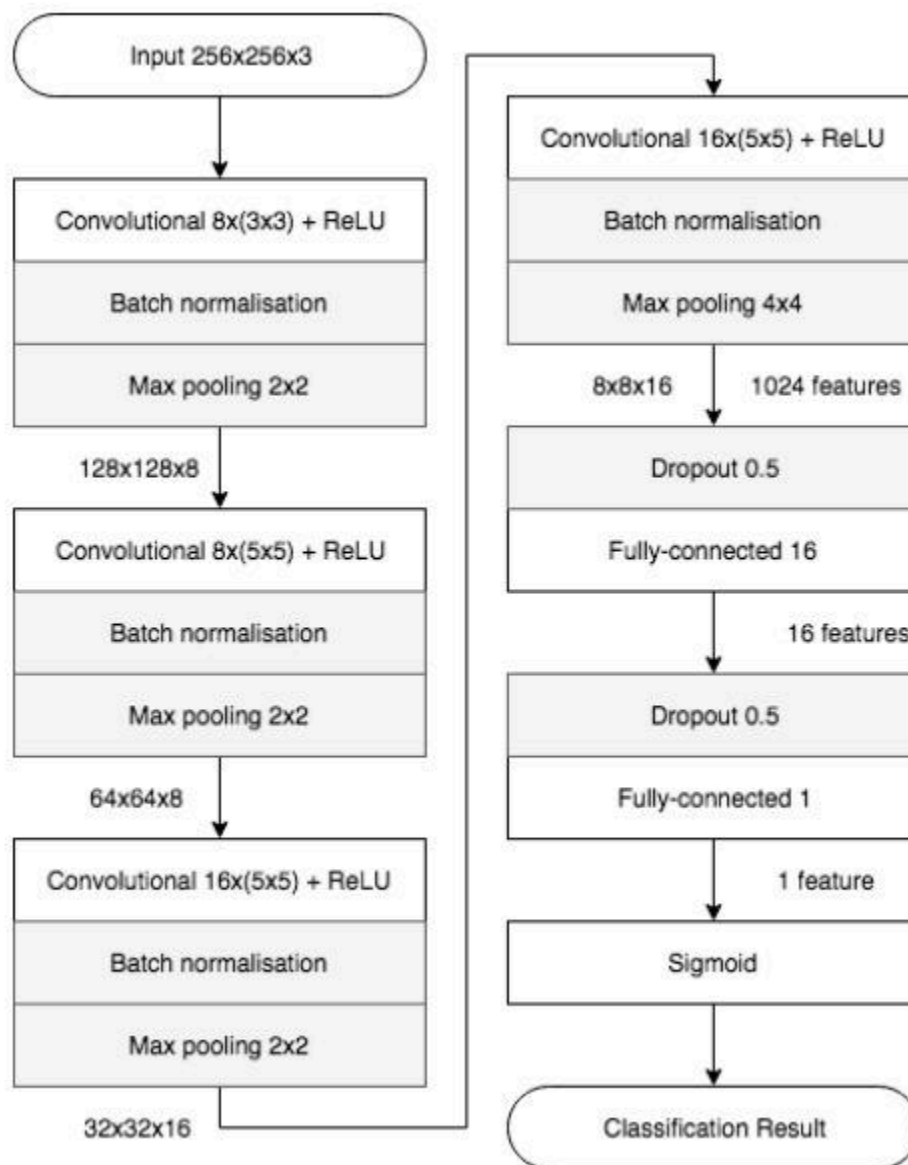 Input 256x256x3
Convolutional 8x(3x3) + ReLU
Batch normalisation
Max pooling 2x2
128x128x8
Convolutional 8x(5x5) + ReLU
Batch normalisation
Max pooling 2x2
64x64x8
Convolutional 16x(5x5) + ReLU
Batch normalisation
Max pooling 2x2
32x32x16
Convolutional 16x(5x5) + ReLU
Batch normalisation
Max pooling 4x4
8x8x16 1024 features
Dropout 0.5
Fully-connected 16
16 features
Dropout 0.5
Fully-connected 1
1 feature
Sigmoid
Classification Result